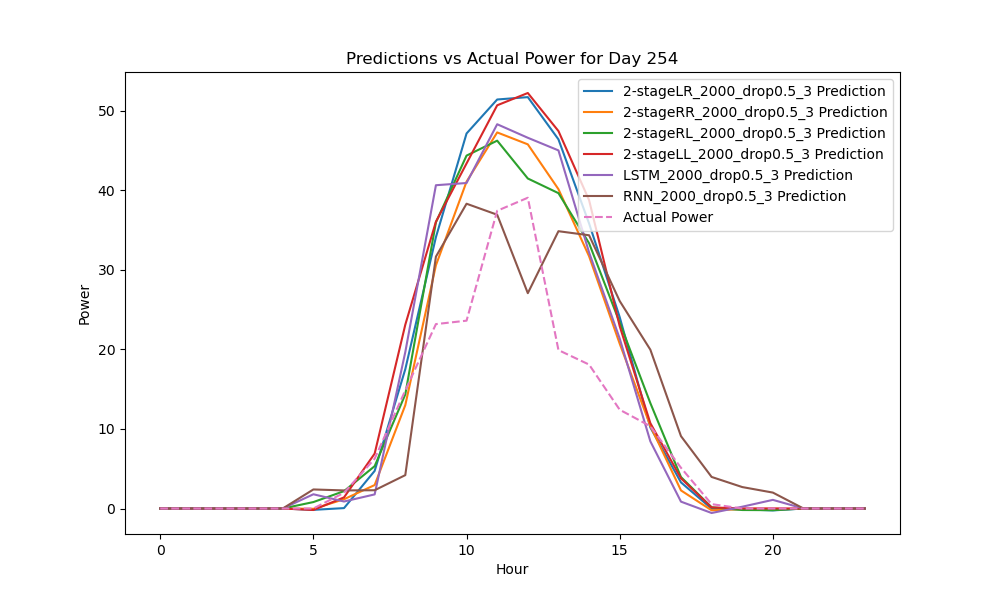 Predictions vs Actual Power for Day 254
2-stageLR_2000_drop0.5_3 Prediction
2-stageRR_2000_drop0.5_3 Prediction
2-stageRL_2000_drop0.5_3 Prediction
2-stageLL_2000_drop0.5_3 Prediction
LSTM_2000_drop0.5_3 Prediction
RNN_2000_drop0.5_3 Prediction
Actual Power
50
40
30
20
10
0
Power
0 5 10 15 20
Hour